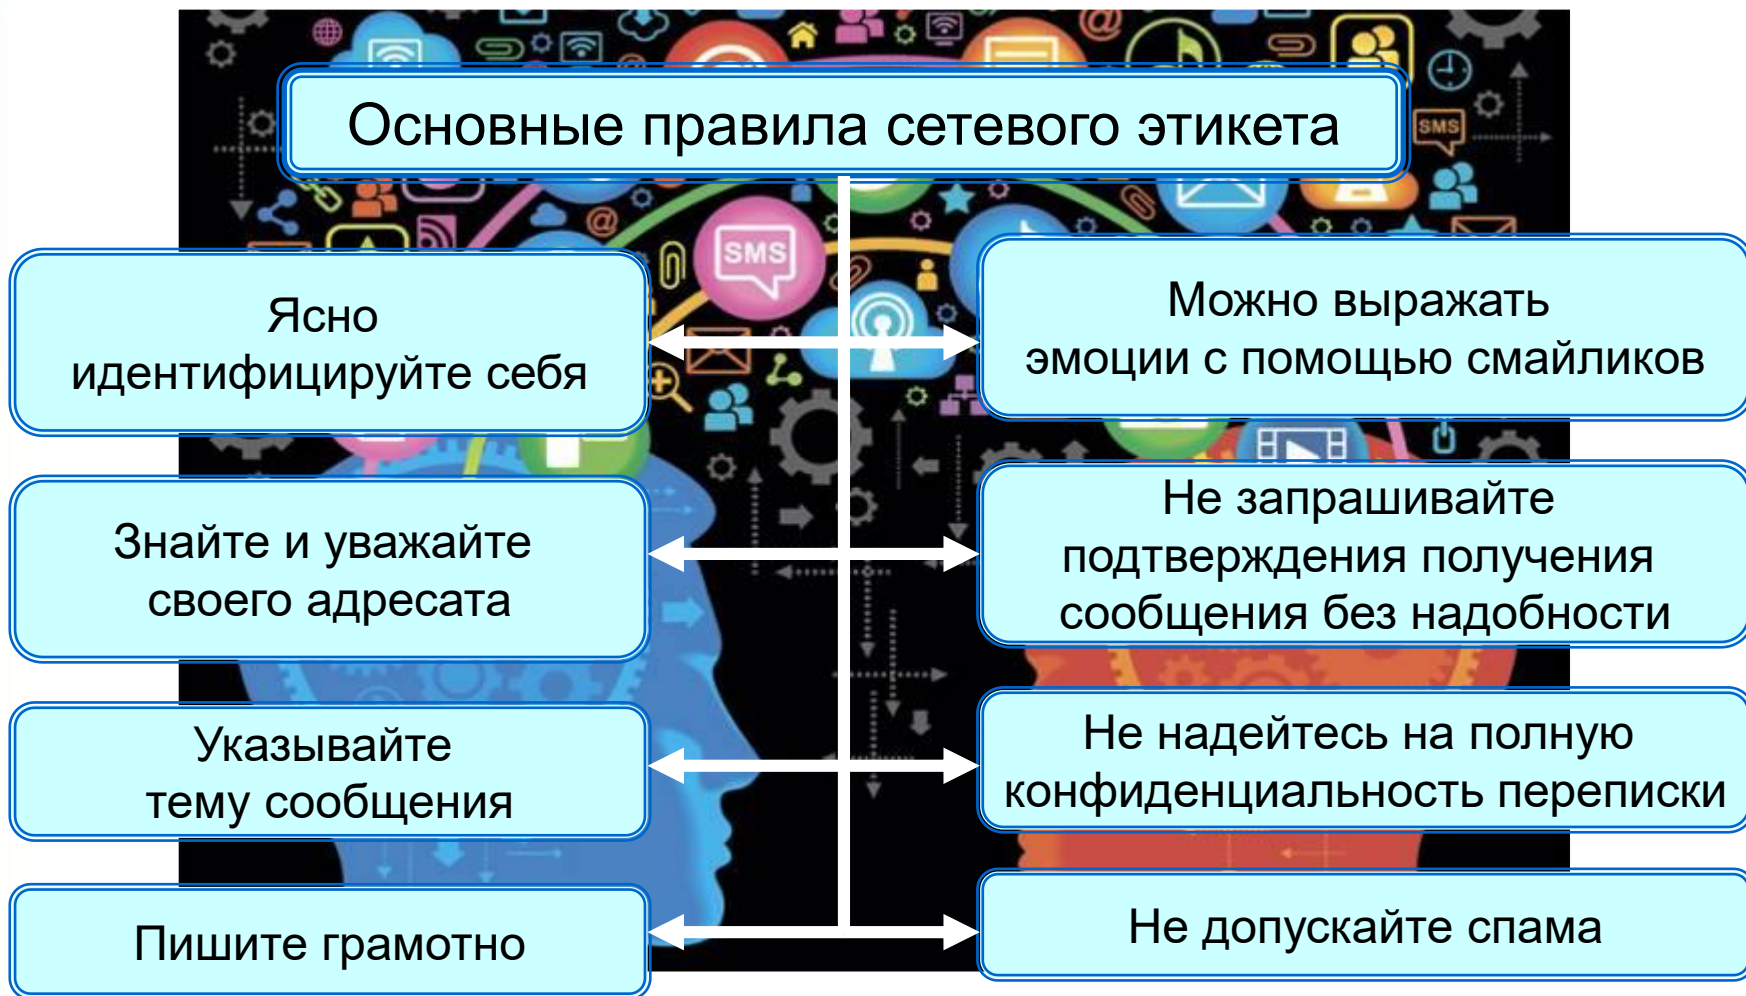 Основные правила сетевого этикета
SMS
SMS
Ясно
идентифицируйте себя
Знайте и уважайте
своего адресата
Указывайте
тему сообщения
Пишите грамотно
Можно выражать
эмоции с помощью смайликов
Не запрашивайте
подтверждения получения
сообщения без надобности
Не надейтесь на полную
конфиденциальность переписки
Не допускайте спама